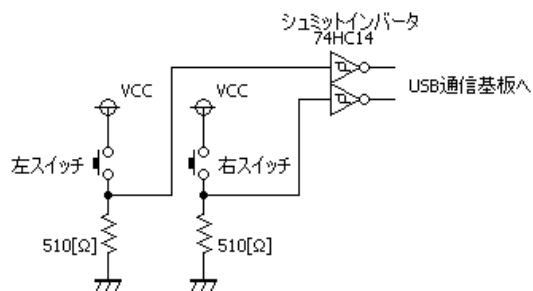 シュミットインバータ
74HC14
USB通信基板へ
VCC
VCC
左スイッチ
右スイッチ
510[Ω]
510[Ω]